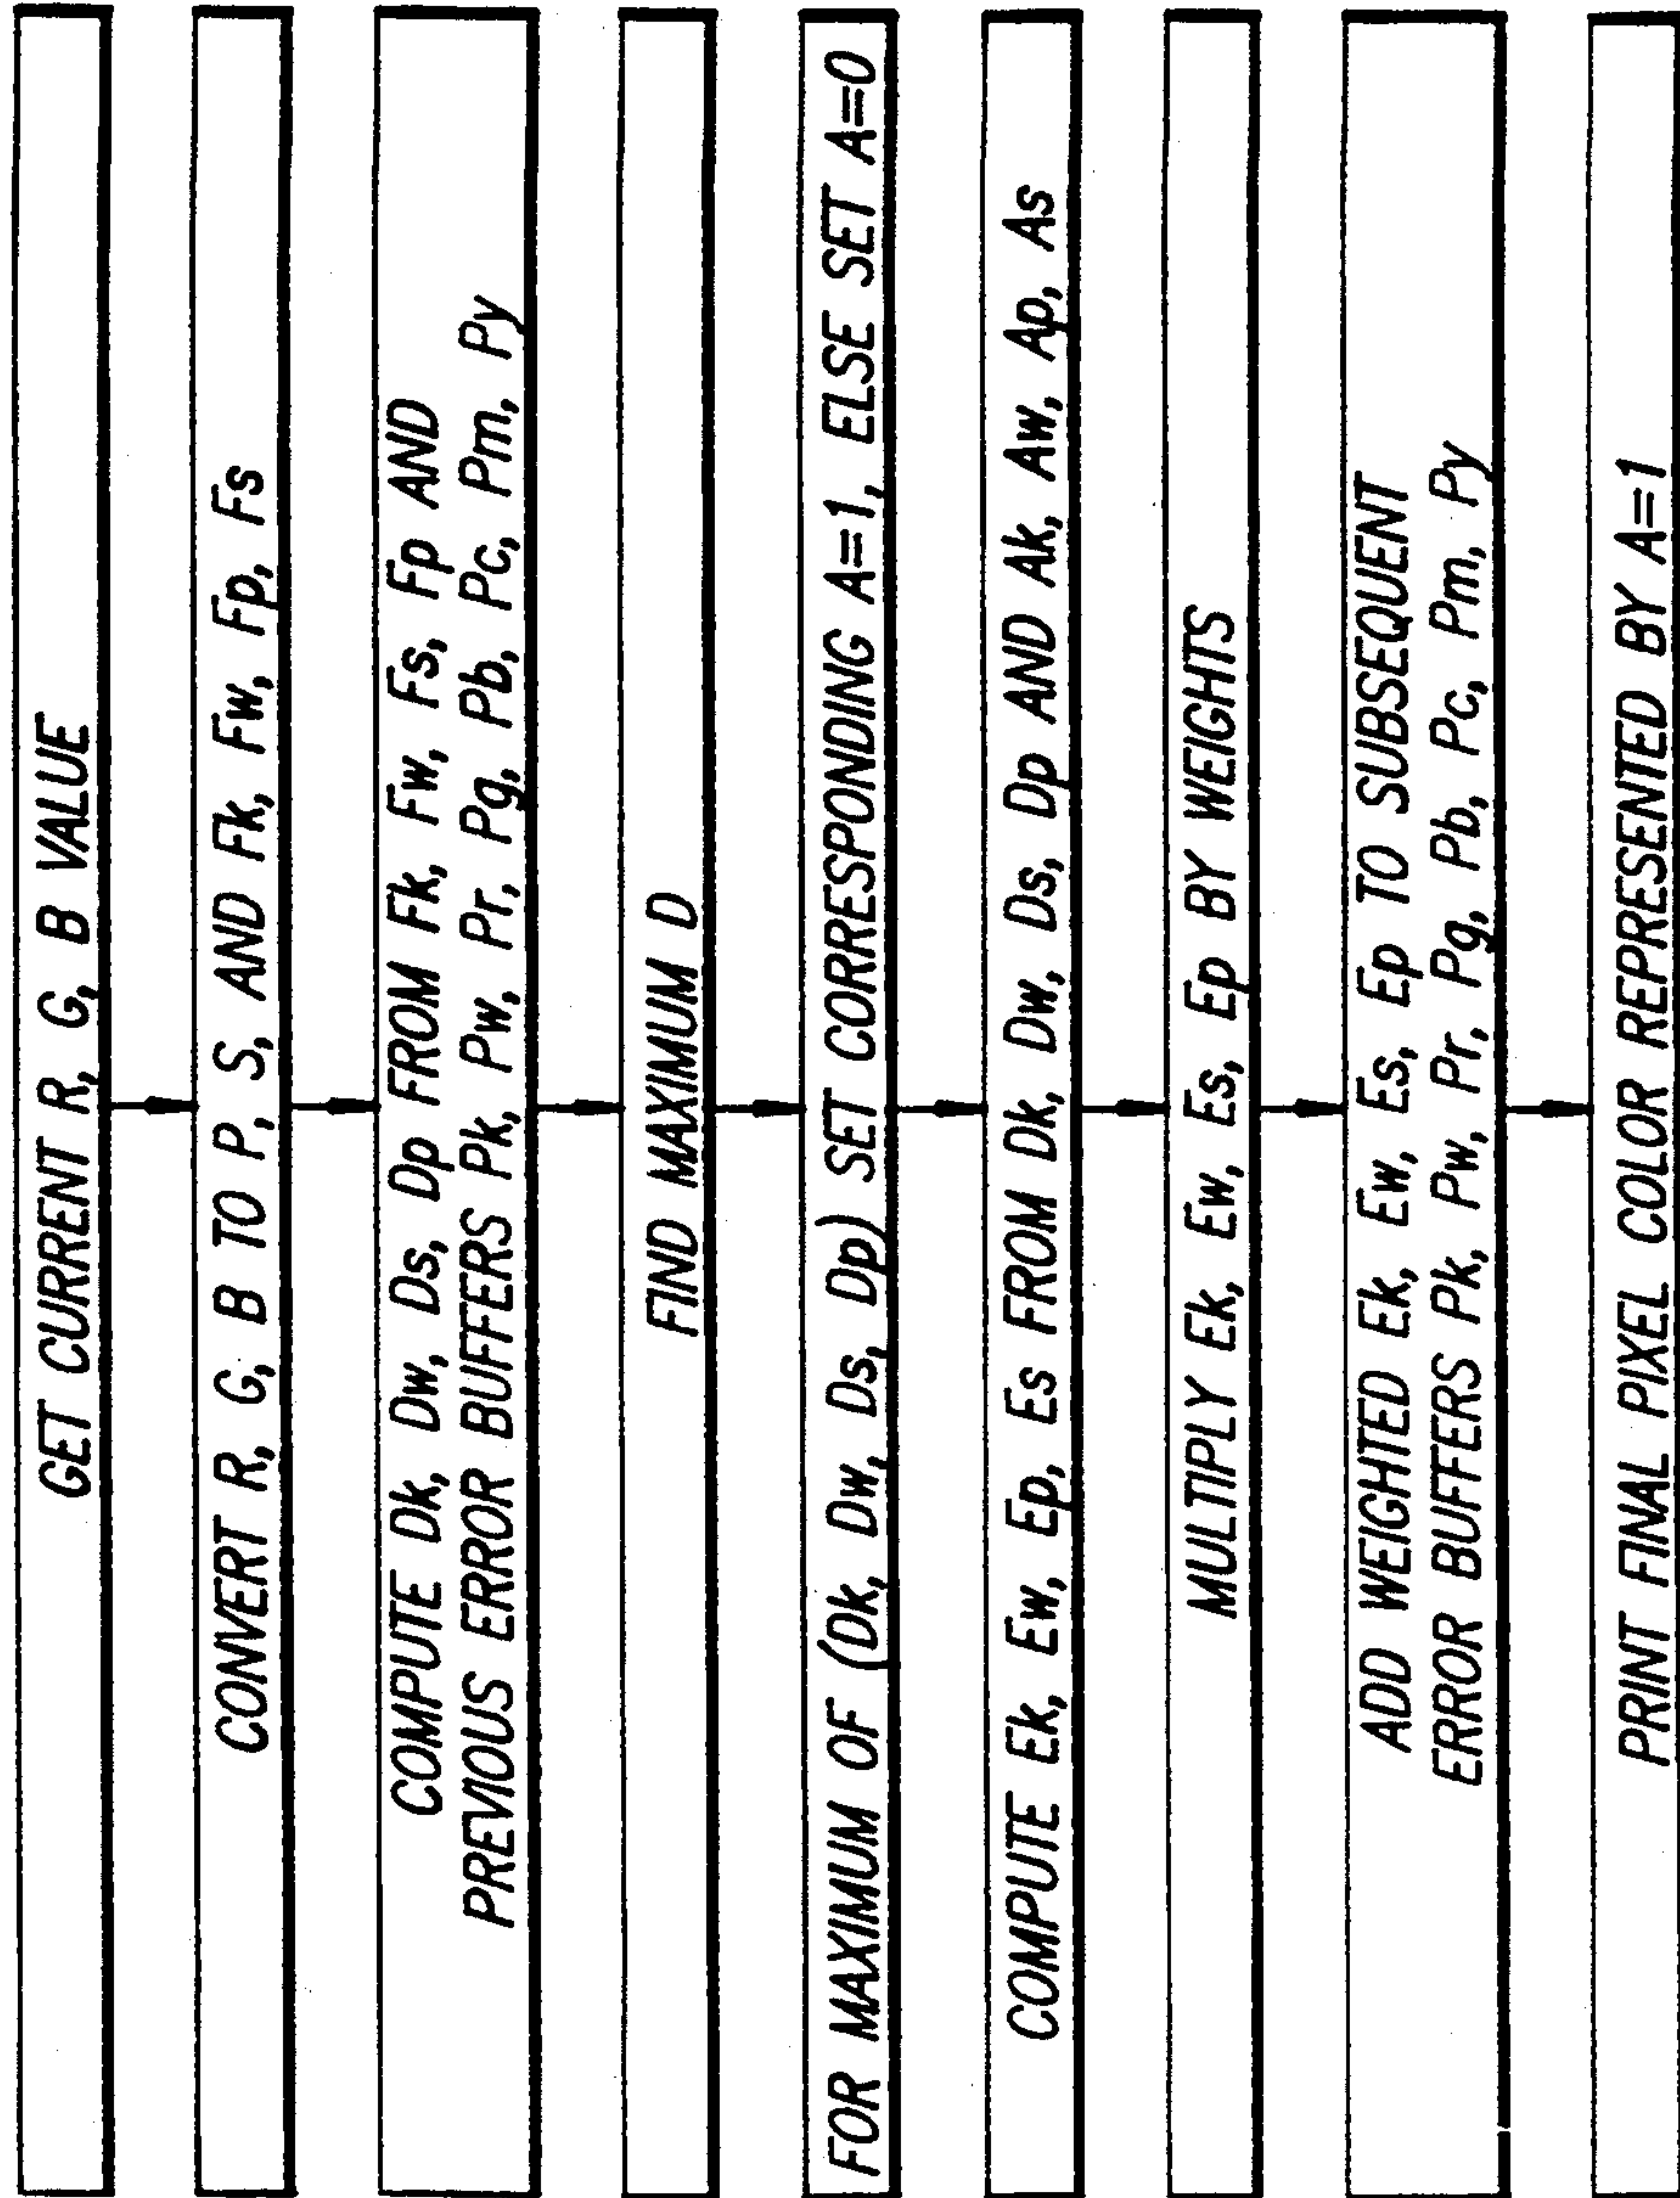 GET CURRENT R, G, B VALUE
CONVERT R, G, B TO P, S, AND Fk, Fw, Fp, Fs
COMPUTE Dk, Dw, Ds, Dp FROM Fk, Fw, Fs, Fp AND
PREVIOUS ERROR BUFFERS Pk, Pw, Pr, Pg, Pb, Pc, Pm, Py
FIND MAXIMUM D
FOR MAXIMUM OF (Dk, Dw, Ds, Dp) SET CORRESPONDING A=1, ELSE SET A=0
COMPUTE Ek, Ew, Ep, Es FROM Dk, Dw, Ds, Dp AND Ak, Aw, Ap, As
MULTIPLY Ek, Ew, Es, Ep BY WEIGHTS
ADD WEIGHTED Ek, Ew, Es, Ep TO SUBSEQUENT
ERROR BUFFERS Pk, Pw, Pr, Pg, Pb, Pc, Pm, Py
PRINT FINAL PIXEL COLOR REPRESENTED BY A=1